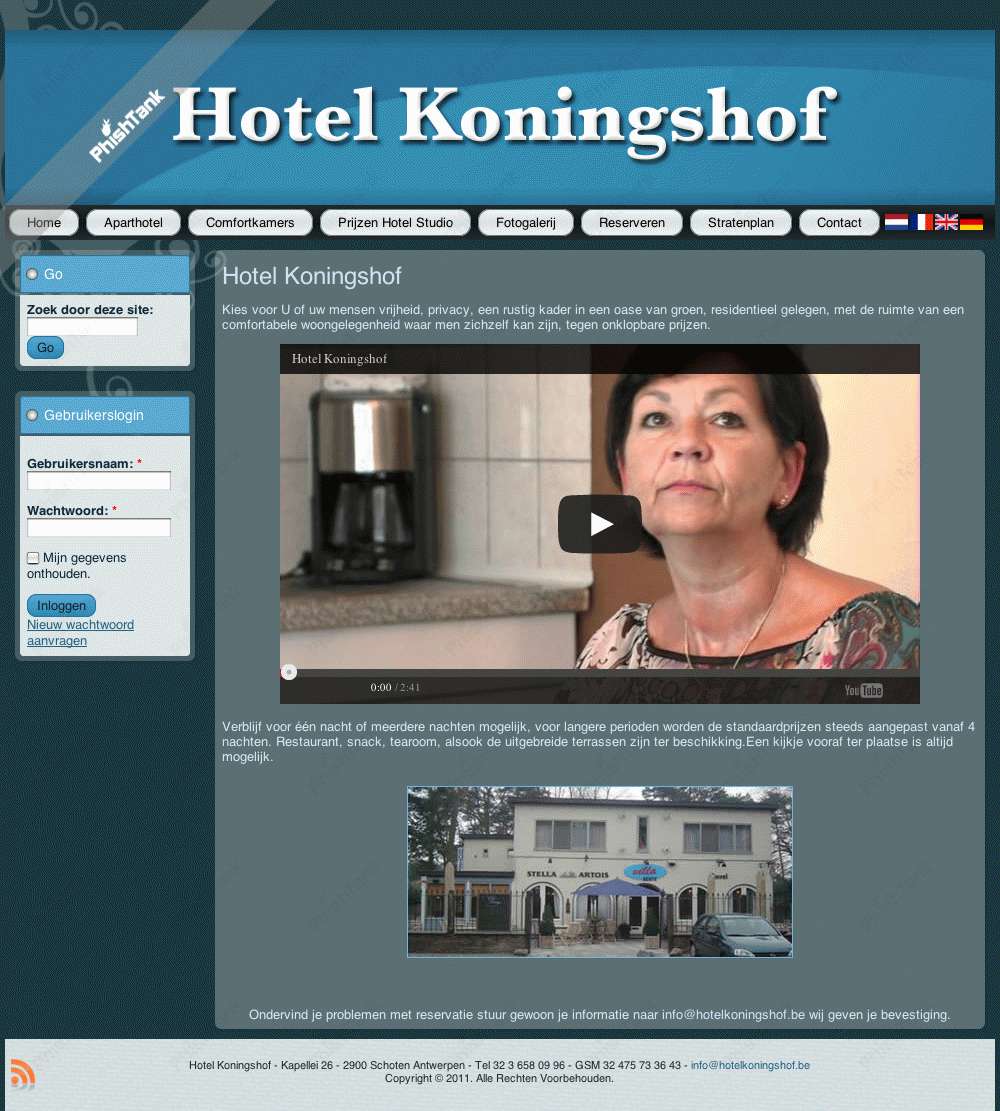 PhishTank
Hotel Koningshof
Home
Aparthotel
Comfortkamers
Prijzen Hotel Studio
Fotogalerij
Reserveren
Stratenplan
Contact
Go
Zoek door deze site:
Go
Gebruikerslogin
Gebruikersnaam: *
Wachtwoord: *
Mijn gegevens
onthouden.
Inloggen
Nieuw wachtwoord
aanvragen
Hotel Koningshof
Kies voor U of uw mensen vrijheid, privacy, een rustig kader in een oase van groen, residentieel gelegen, met de ruimte van een
comfortabele woongelegenheid waar men zichzelf kan zijn, tegen onklopbare prijzen.
Hotel Koningshof
0:00 / 2:41
YouTube
Verblijf voor één nacht of meerdere nachten mogelijk, voor langere perioden worden de standaardprijzen steeds aangepast vanaf 4
nachten. Restaurant, snack, tearoom, alsook de uitgebreide terrassen zijn ter beschikking.Een kijkje vooraf ter plaatse is altijd
mogelijk.
STELLA ARTOIS
villa
Ondervind je problemen met reservatie stuur gewoon je informatie naar info@hotelkoningshof.be wij geven je bevestiging.
Hotel Koningshof - Kapellei 26 - 2900 Schoten Antwerpen - Tel 32 3 658 09 96 - GSM 32 475 73 36 43 - info@hotelkoningshof.be
Copyright © 2011. Alle Rechten Voorbehouden.